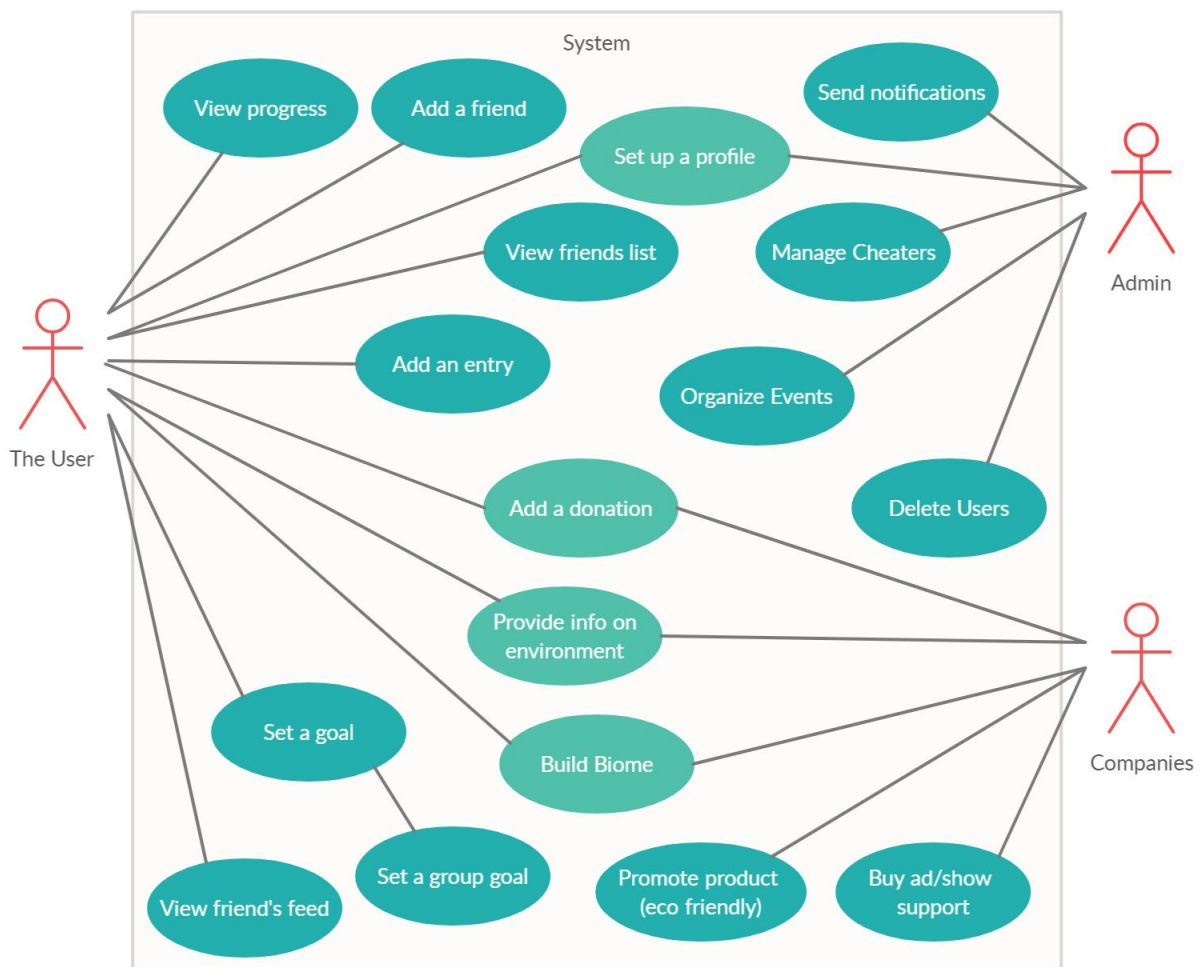 System
Send notifications
View progress
Add a friend
Set up a profile
View friends list
Manage Cheaters
Admin
Add an entry
Organize Events
The User
Add a donation
Delete Users
Provide info on
environment
Set a goal
Build Biome
Companies
Set a group goal
Promote product
(eco friendly)
Buy ad/show
support
View friend's feed